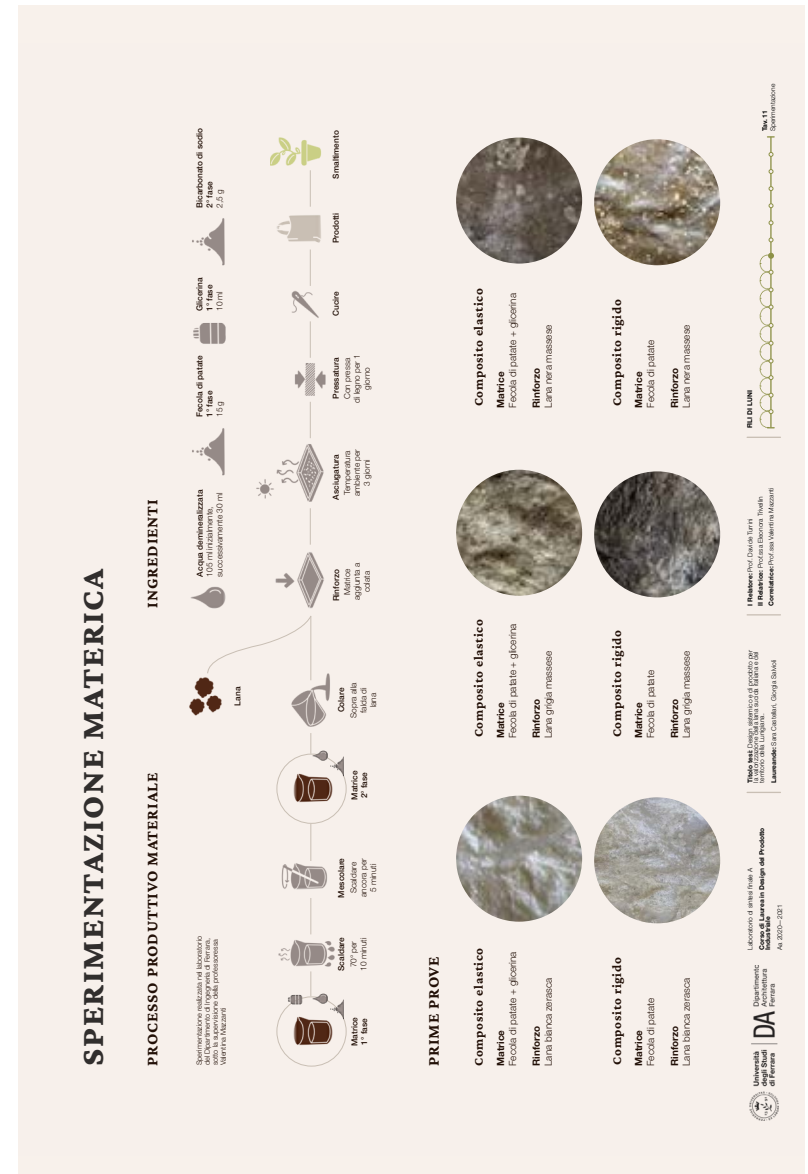 SPERIMENTAZIONE MATERICA
PROCESSO PRODUTTIVO MATERIALE
INGREDIENTI
Sperimentazione realizzata nel laboratorio
del Dipartimento di Ingegneria di Ferrara,
sotto la supervisione della professoressa
Valentina Mazzanti
Lana
Acqua demineralizzata
105 ml inizialmente,
successivamente 30 ml
Fecola di patate
1° fase
15 g
Glicerina
1° fase
10 ml
Bicarbonato di sodio
2° fase
2,5 g
Matrice
1° fase
Scaldare
70° per
10 minuti
Mescolare
Scaldare
ancora per
5 minuti
Matrice
2° fase
Colare
Sopra alla
falda di
lana
Rinforzo
Matrice
aggiunta a
colata
Asciugatura
Temperatura
ambiente per
3 giorni
Pressatura
Con pressa
di legno per 1
giorno
Cucire
Prodotti
Smaltimento
PRIME PROVE
Composito elastico
Matrice
Fecola di patate + glicerina
Rinforzo
Lana bianca zerasca
Composito elastico
Matrice
Fecola di patate + glicerina
Rinforzo
Lana grigia massese
Composito elastico
Matrice
Fecola di patate + glicerina
Rinforzo
Lana nera massese
Composito rigido
Matrice
Fecola di patate
Rinforzo
Lana bianca zerasca
Composito rigido
Matrice
Fecola di patate
Rinforzo
Lana grigia massese
Composito rigido
Matrice
Fecola di patate
Rinforzo
Lana nera massese
Università
degli Studi
di Ferrara
DA
Dipartimento
Architettura
Ferrara
Laboratorio di sintesi finale A
Corso di Laurea in Design del Prodotto
Industriale
Aa 2020–2021
Titolo tesi: Design sistemico e di prodotto per
la valorizzazione della lana sucida italiana e del
territorio della Lunigiana.
Laureande: Sara Castellari, Giorgia Salvioli
I Relatore: Prof. Davide Turrini
II Relatrice: Prof.ssa Eleonora Trivellin
Correlatrice: Prof.ssa Valentina Mazzanti
FILI DI LUNI
Tav. 11
Sperimentazione